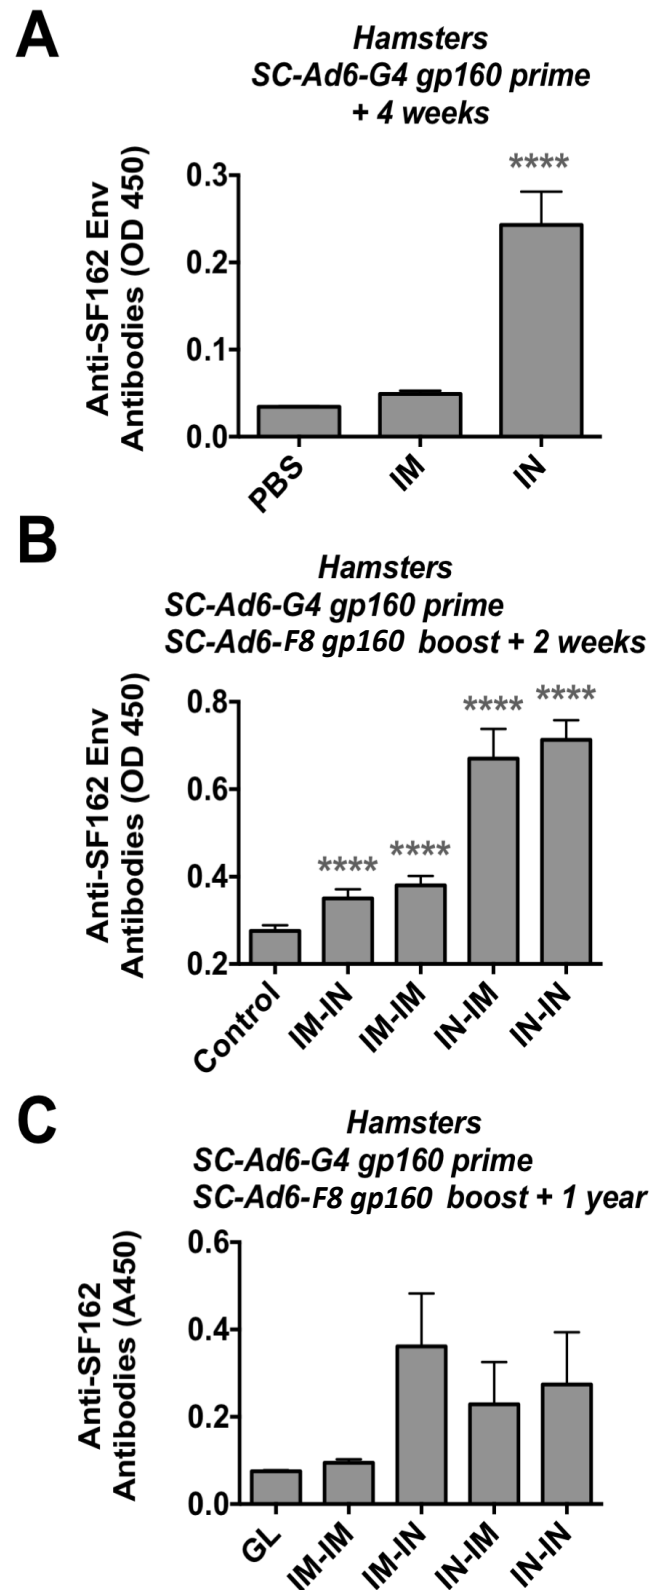 A
Hamsters
SC-Ad6-G4 gp160 prime
+ 4 weeks
Anti-SF162 Env
Antibodies (OD 450)
****
0.3
0.2
0.1
0.0
PBS
IM
IN
B
Hamsters
SC-Ad6-G4 gp160 prime
SC-Ad6-F8 gp160 boost + 2 weeks
Anti-SF162 Env
Antibodies (OD 450)
0.8
0.6
0.4
0.2
****
****
****
****
Control
IM-IN
IM-IM
IN-IM
IN-IN
C
Hamsters
SC-Ad6-G4 gp160 prime
SC-Ad6-F8 gp160 boost + 1 year
Anti-SF162
Antibodies (A450)
0.6
0.4
0.2
0.0
GL
IM-IM
IM-IN
IN-IM
IN-IN